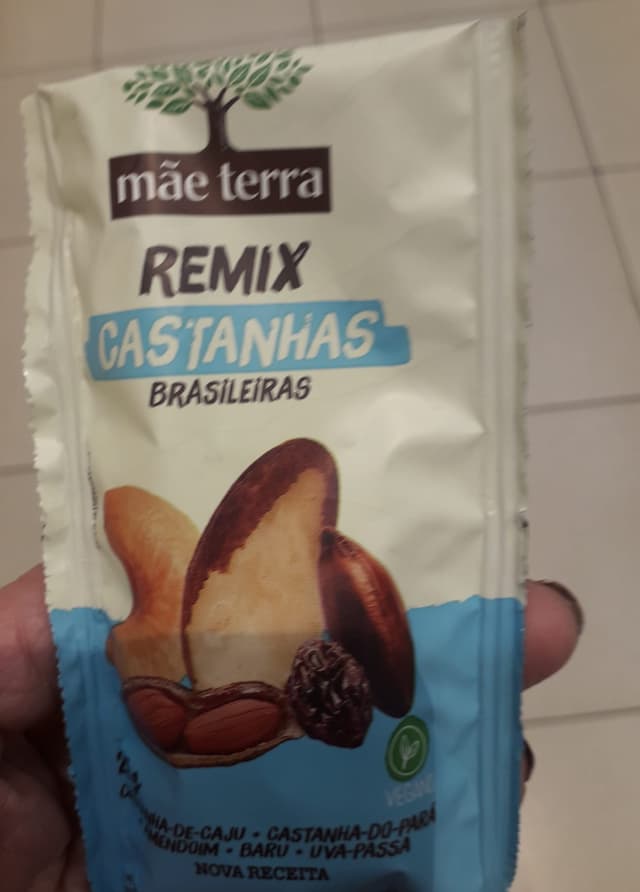 mãe terra
REMIX
CASTANHAS
BRASILEIRAS
VEGANO
CASTANHA-DO-PARÁ
BARU • UVA-PASSA
NOVA RECEITA